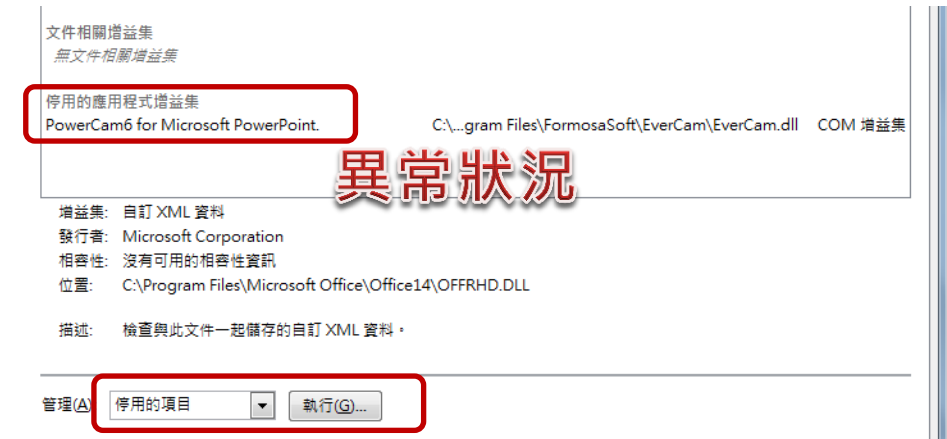 文件相關增益集
無文件相關增益集
停用的應用程式增益集
PowerCam6 for Microsoft PowerPoint. C:\...gram Files\FormosaSoft\EverCam\EverCam.dll COM 增益集
異常狀況
增益集: 自訂 XML 資料
發行者: Microsoft Corporation
相容性: 沒有可用的相容性資訊
位置: C:\Program Files\Microsoft Office\Office14\OFFRHD.DLL
描述: 檢查與此文件一起儲存的自訂 XML 資料。
管理(A) 停用的項目 執行(G)...